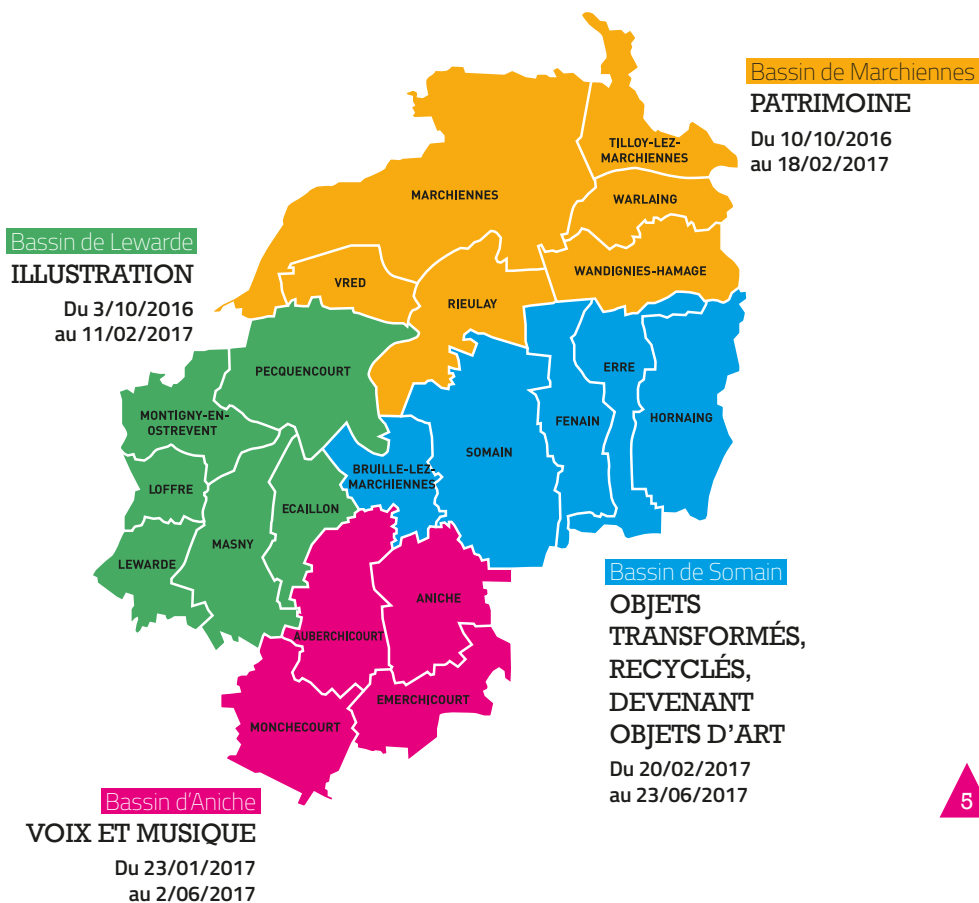 Bassin de Marchiennes
PATRIMOINE
Du 10/10/2016
au 18/02/2017
TILLOY-LEZ-
MARCHIENNES
MARCHIENNES
WARLAING
WANDIGNIES-HAMAGE
VRED
RIEULAY
Bassin de Lewarde
ILLUSTRATION
Du 3/10/2016
au 11/02/2017
PECQUENCOURT
MONTIGNY-EN-
OSTREVENT
LOFFRE
ECAILLON
MASNY
LEWARDE
ERRE
HORNAING
FENAIN
SOMAIN
BRUILLE-LEZ-
MARCHIENNES
Bassin de Somain
OBJETS
TRANSFORMÉS,
RECYCLÉS,
DEVENANT
OBJETS D'ART
Du 20/02/2017
au 23/06/2017
ANICHE
AUBERCHICOURT
EMERCHICOURT
MONCHECOURT
Bassin d'Aniche
VOIX ET MUSIQUE
Du 23/01/2017
au 2/06/2017
5